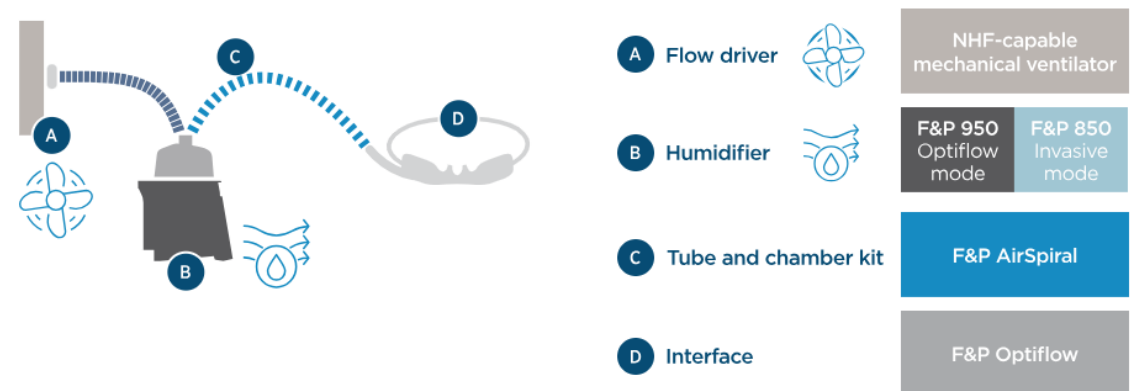 C
D
A
B
A Flow driver
NHF-capable
mechanical ventilator
B Humidifier
F&P 950
Optiflow
mode
F&P 850
Invasive
mode
C Tube and chamber kit
F&P AirSpiral
D Interface
F&P Optiflow